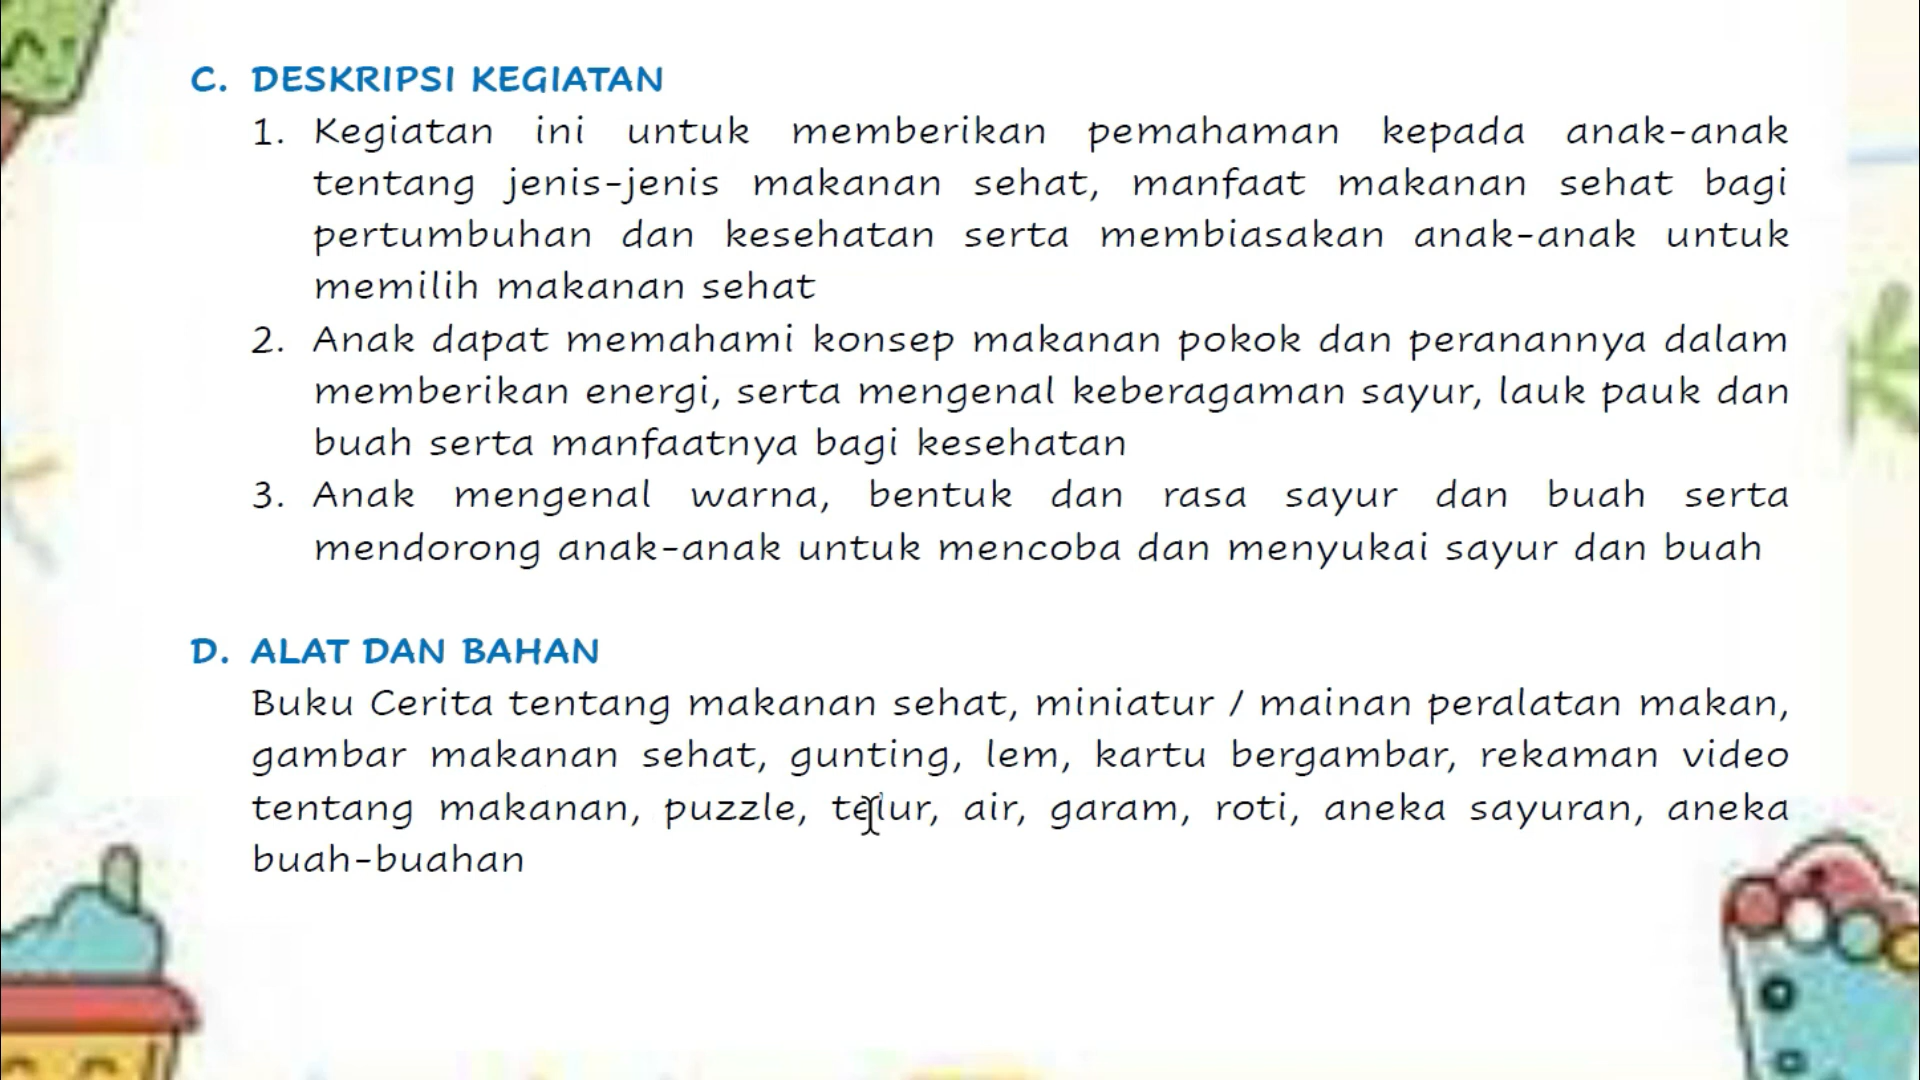 C. DESKRIPSI KEGIATAN
1. Kegiatan ini untuk memberikan pemahaman kepada anak-anak
tentang jenis-jenis makanan sehat, manfaat makanan sehat bagi
pertumbuhan dan kesehatan serta membiasakan anak-anak untuk
memilih makanan sehat
2. Anak dapat memahami konsep makanan pokok dan peranannya dalam
memberikan energi, serta mengenal keberagaman sayur, lauk pauk dan
buah serta manfaatnya bagi kesehatan
3. Anak mengenal warna, bentuk dan rasa sayur dan buah serta
mendorong anak-anak untuk mencoba dan menyukai sayur dan buah
D. ALAT DAN BAHAN
Buku Cerita tentang makanan sehat, miniatur / mainan peralatan makan,
gambar makanan sehat, gunting, lem, kartu bergambar, rekaman video
tentang makanan, puzzle, telur, air, garam, roti, aneka sayuran, aneka
buah-buahan